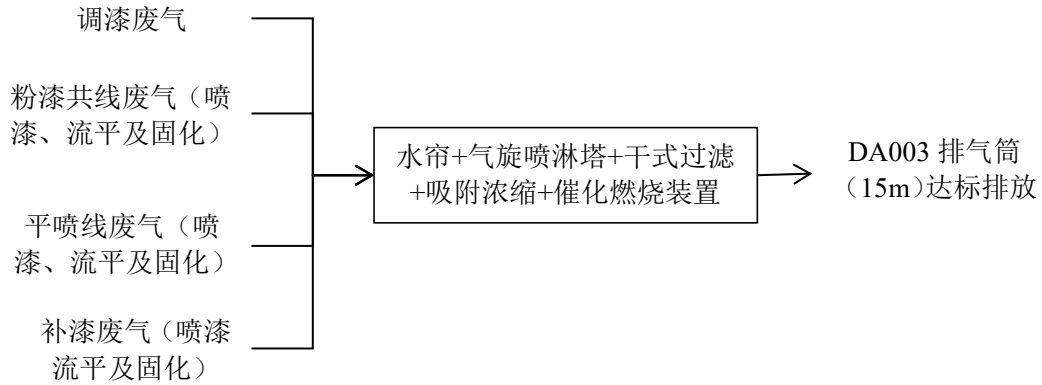 调漆废气
粉漆共线废气（喷
漆、流平及固化）
水帘+气旋喷淋塔+干式过滤
+吸附浓缩+催化燃烧装置
DA003 排气筒
（15m）达标排放
平喷线废气（喷
漆、流平及固化）
补漆废气（喷漆
流平及固化）